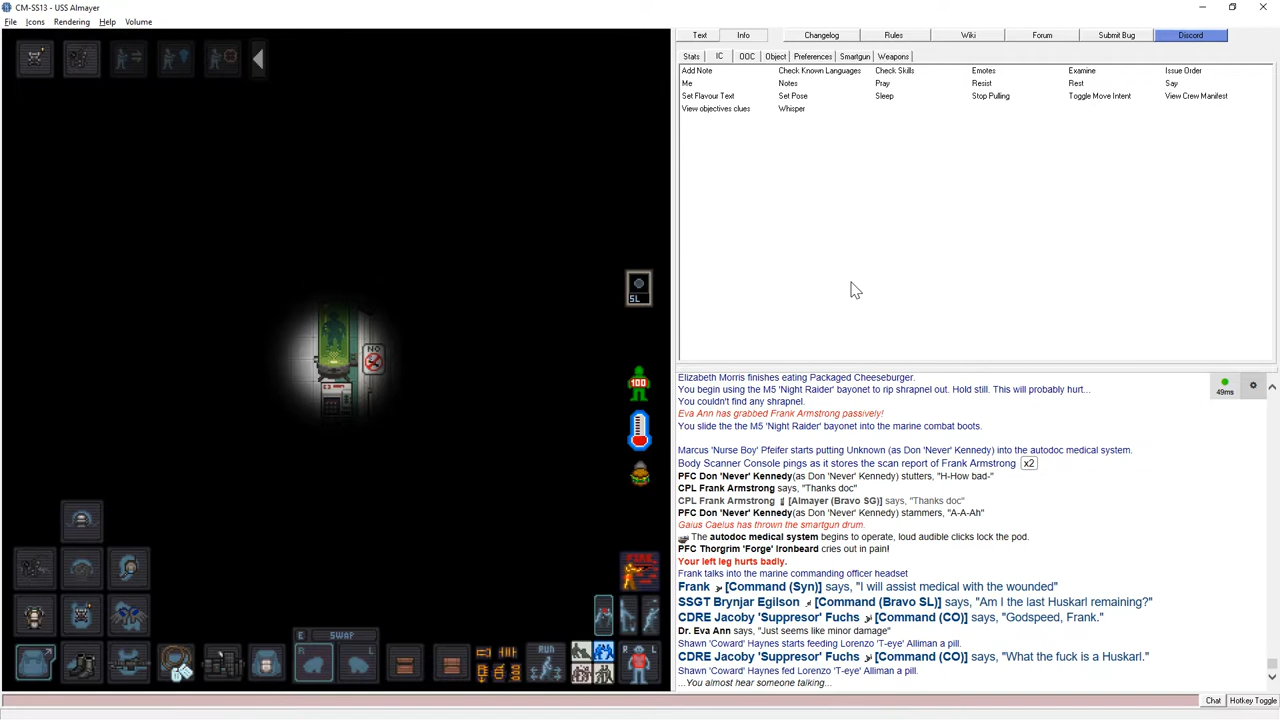 CM-SS13 - USS Almayer
File Icons Rendering Help Volume
Text Info Changelog Rules Wiki Forum Submit Bug Discord
Stats IC OOC Object Preferences Smartgun Weapons
Add Note Check Known Languages Check Skills Emotes Examine Issue Order
Me Notes Pray Resist Rest Say
Set Flavour Text Set Pose Sleep Stop Pulling Toggle Move Intent View Crew Manifest
View objectives clues Whisper
SL
NO
100
Elizabeth Morris finishes eating Packaged Cheeseburger.
You begin using the M5 'Night Raider' bayonet to rip shrapnel out. Hold still. This will probably hurt...
You couldn't find any shrapnel.
Eva Ann has grabbed Frank Armstrong passively!
You slide the the M5 'Night Raider' bayonet into the marine combat boots.
Marcus 'Nurse Boy' Pfeifer starts putting Unknown (as Don 'Never' Kennedy) into the autodoc medical system.
Body Scanner Console pings as it stores the scan report of Frank Armstrong x2
PFC Don 'Never' Kennedy(as Don 'Never' Kennedy) stutters, "H-How bad-"
CPL Frank Armstrong says, "Thanks doc"
CPL Frank Armstrong [Almayer (Bravo SG)] says, "Thanks doc"
PFC Don 'Never' Kennedy(as Don 'Never' Kennedy) stammers, "A-A-Ah"
Gaius Caelus has thrown the smartgun drum.
The autodoc medical system begins to operate, loud audible clicks lock the pod.
PFC Thorgrim 'Forge' Ironbeard cries out in pain!
Your left leg hurts badly.
Frank talks into the marine commanding officer headset
Frank [Command (Syn)] says, "I will assist medical with the wounded"
SSGT Brynjar Egilson [Command (Bravo SL)] says, "Am I the last Huskarl remaining?"
CDRE Jacoby 'Suppresor' Fuchs [Command (CO)] says, "Godspeed, Frank."
Dr. Eva Ann says, "Just seems like minor damage"
Shawn 'Coward' Haynes starts feeding Lorenzo 'T-eye' Alliman a pill.
CDRE Jacoby 'Suppresor' Fuchs [Command (CO)] says, "What the fuck is a Huskarl."
Shawn 'Coward' Haynes fed Lorenzo 'T-eye' Alliman a pill.
...You almost hear someone talking...
49ms
E SWAP
R L
RUN
R L
Chat Hotkey Toggle